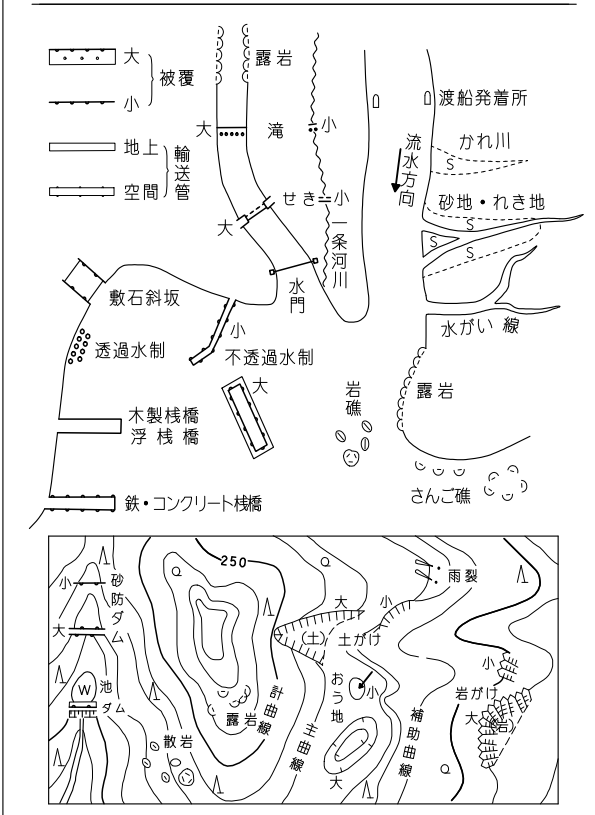 大
小
被覆
地上
空間
輸送管
露岩
大 滝 小
せき 小
大
一条河川
水門
渡船発着所
流水方向
かれ川
S
砂地・れき地
S
S
S
水がい線
敷石斜坂
透過水制
小
不透過水制
大
木製桟橋
浮桟橋
鉄・コンクリート桟橋
岩礁
露岩
さんご礁
小 砂防ダム
大
W 池
ダム
散岩
250
Q
露岩
計曲線
主曲線
大 小
(土) 土がけ
おう地
小
大
補助曲線
雨裂
小
岩がけ
大 (岩)
Q